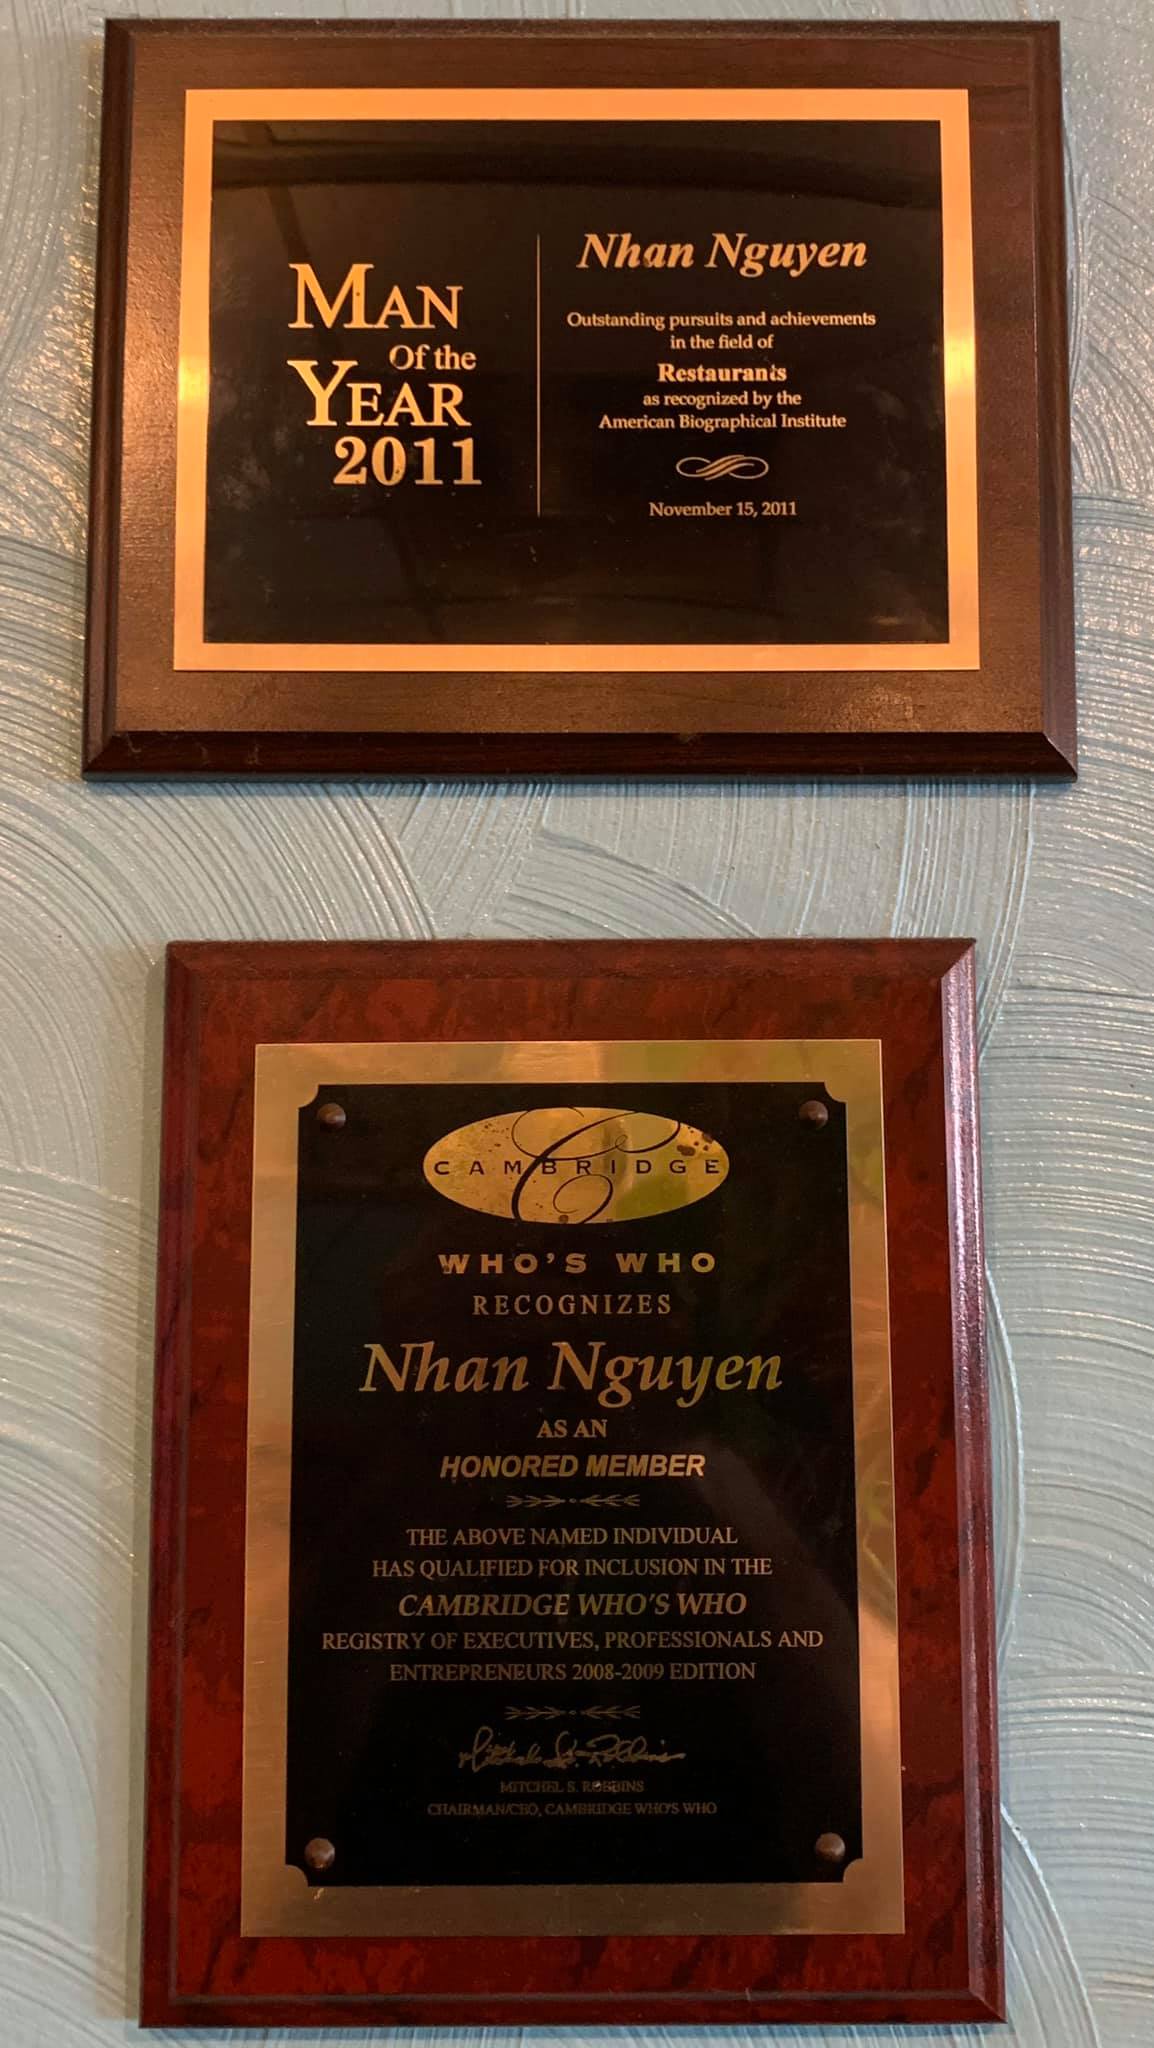 MAN
Of the
YEAR
2011
Nhan Nguyen
Outstanding pursuits and achievements
in the field of
Restaurants
as recognized by the
American Biographical Institute
November 15, 2011
CAMBRIDGE
WHO'S WHO
RECOGNIZES
Nhan Nguyen
AS AN
HONORED MEMBER
THE ABOVE NAMED INDIVIDUAL
HAS QUALIFIED FOR INCLUSION IN THE
CAMBRIDGE WHO'S WHO
REGISTRY OF EXECUTIVES, PROFESSIONALS AND
ENTREPRENEURS 2008-2009 EDITION
Mitchel S. Robbins
MITCHEL S. ROBBINS
CHAIRMAN/CEO, CAMBRIDGE WHO'S WHO